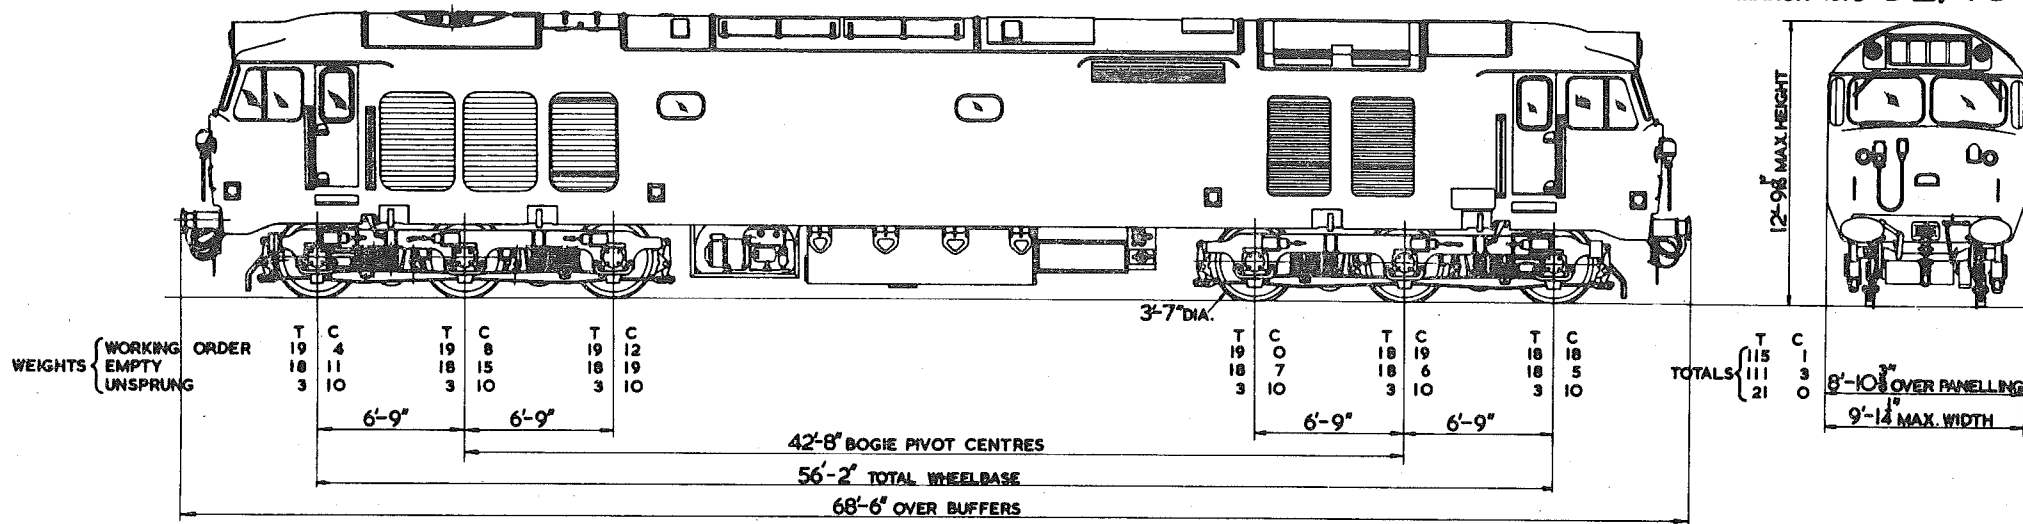 12'-9⅛" MAX. HEIGHT
3'-7" DIA.
T C T C T C T C T C T C T C
WEIGHTS { WORKING ORDER 19 4 19 8 19 12 19 0 18 19 18 18 TOTALS { 115 1
EMPTY 18 11 18 15 18 19 18 7 18 6 18 5 111 3
UNSPRUNG 3 10 3 10 3 10 3 10 3 10 3 10 21 0
8'-10⅜" OVER PANELLING
6'-9" 6'-9" 6'-9" 6'-9"
9'-1¼" MAX. WIDTH
42'-8" BOGIE PIVOT CENTRES
56'-2" TOTAL WHEELBASE
68'-6" OVER BUFFERS